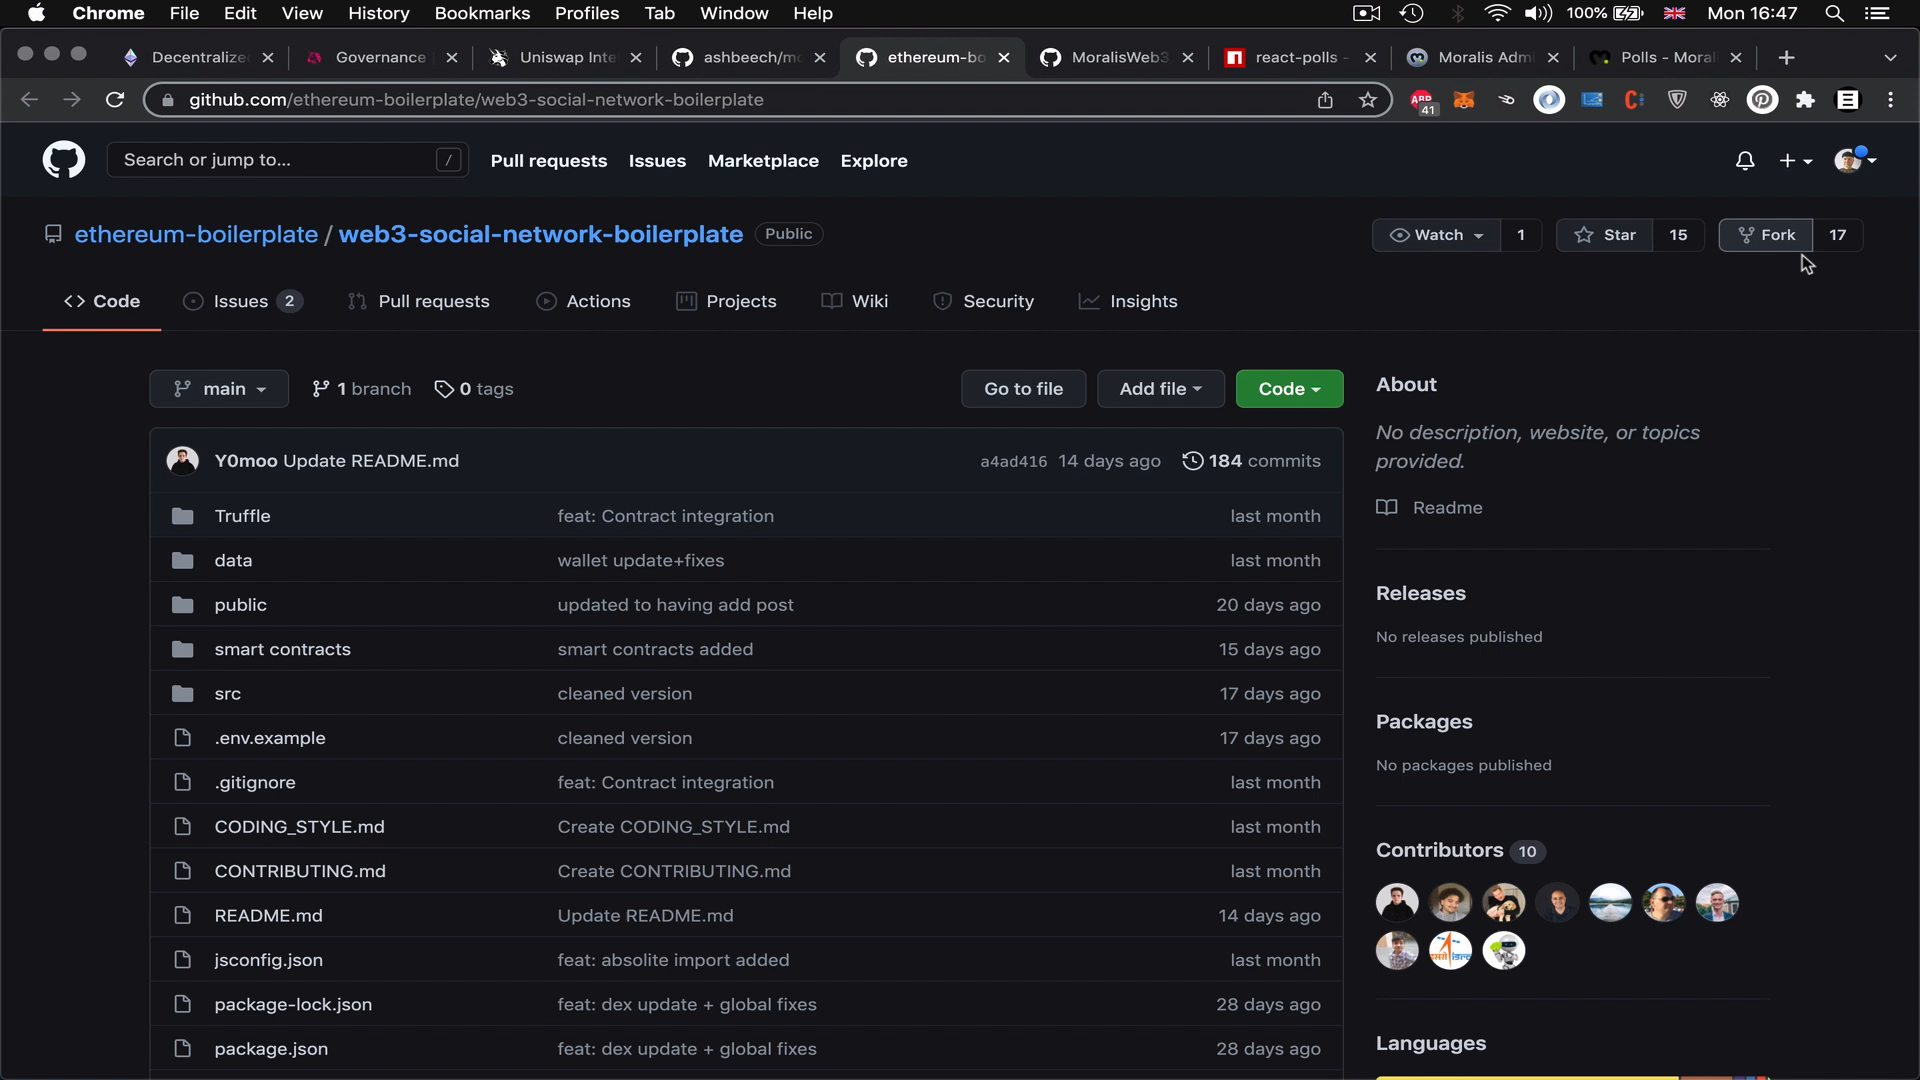 Chrome File Edit View History Bookmarks Profiles Tab Window Help 100% Mon 16:47
Decentralize Governance Uniswap Inte ashbeech/mo ethereum-bo MoralisWeb3 react-polls - Moralis Admi Polls - Morali
github.com/ethereum-boilerplate/web3-social-network-boilerplate ABP 41
Search or jump to... / Pull requests Issues Marketplace Explore
ethereum-boilerplate / web3-social-network-boilerplate Public Watch 1 Star 15 Fork 17
Code Issues 2 Pull requests Actions Projects Wiki Security Insights
main 1 branch 0 tags Go to file Add file Code
Y0moo Update README.md a4ad416 14 days ago 184 commits
Truffle feat: Contract integration last month
data wallet update+fixes last month
public updated to having add post 20 days ago
smart contracts smart contracts added 15 days ago
src cleaned version 17 days ago
.env.example cleaned version 17 days ago
.gitignore feat: Contract integration last month
CODING_STYLE.md Create CODING_STYLE.md last month
CONTRIBUTING.md Create CONTRIBUTING.md last month
README.md Update README.md 14 days ago
jsconfig.json feat: absolite import added last month
package-lock.json feat: dex update + global fixes 28 days ago
package.json feat: dex update + global fixes 28 days ago
About
No description, website, or topics
provided.
Readme
Releases
No releases published
Packages
No packages published
Contributors 10
Languages